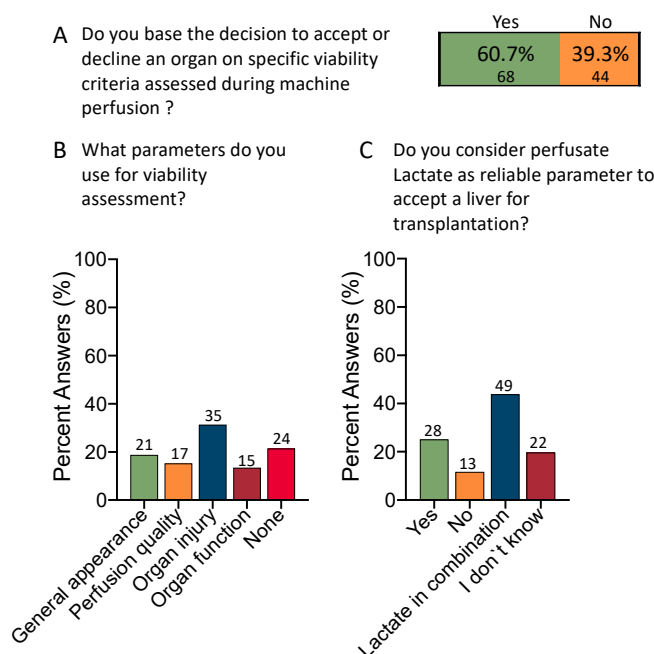 A Do you base the decision to accept or
decline an organ on specific viability
criteria assessed during machine
perfusion ?
Yes No
60.7% 39.3%
68 44
B What parameters do you
use for viability
assessment?
Percent Answers (%)
100
80
60
40
20
0
21
17
35
15
24
General appearance
Perfusion quality
Organ injury
Organ function
None
C Do you consider perfusate
Lactate as reliable parameter to
accept a liver for
transplantation?
Percent Answers (%)
100
80
60
40
20
0
28
13
49
22
Yes
No
Lactate in combination
I don`t know